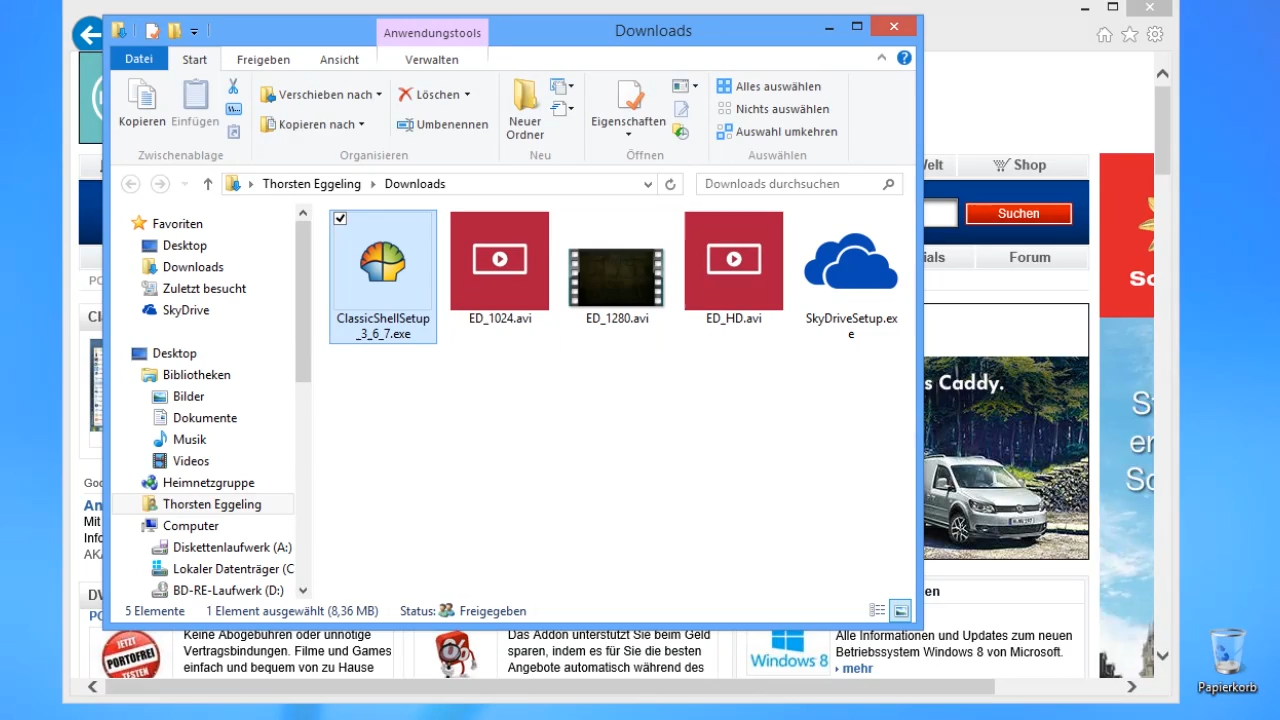 Anwendungstools
Downloads
Datei
Start
Freigeben
Ansicht
Verwalten
Kopieren
Einfügen
Zwischenablage
Verschieben nach
Kopieren nach
Löschen
Umbenennen
Organisieren
Neuer
Ordner
Neu
Eigenschaften
Öffnen
Alles auswählen
Nichts auswählen
Auswahl umkehren
Auswählen
Thorsten Eggeling
Downloads
Downloads durchsuchen
Favoriten
Desktop
Downloads
Zuletzt besucht
SkyDrive
Desktop
Bibliotheken
Bilder
Dokumente
Musik
Videos
Heimnetzgruppe
Thorsten Eggeling
Computer
Diskettenlaufwerk (A:)
Lokaler Datenträger (C
BD-RE-Laufwerk (D:)
ClassicShellSetup
_3_6_7.exe
ED_1024.avi
ED_1280.avi
ED_HD.avi
SkyDriveSetup.ex
e
5 Elemente
1 Element ausgewählt (8,36 MB)
Status:
Freigegeben
Shop
Suchen
Forum
s Caddy.
JETZT
PORTOFREI
TESTEN
Keine Abogebühren oder unnötige
Vertragsbindungen. Filme und Games
einfach und bequem von zu Hause
Das Addon unterstützt Sie beim Geld
sparen, indem es für Sie die besten
Angebote automatisch während des
Windows 8
Alle Informationen und Updates zum neuen
Betriebssystem Windows 8 von Microsoft.
mehr
Papierkorb